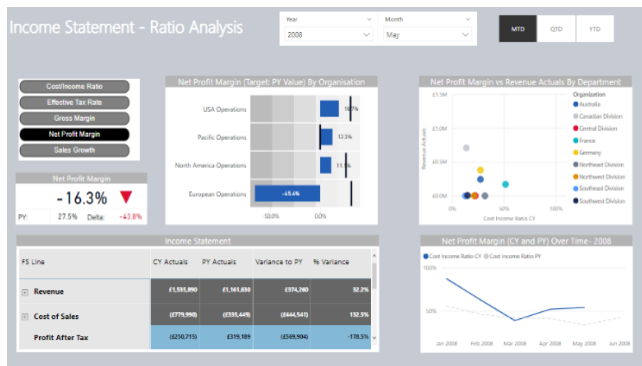 Income Statement - Ratio Analysis
Year
2008
Month
May
MTD
QTD
YTD
Cost/Income Ratio
Effective Tax Rate
Gross Margin
Net Profit Margin
Sales Growth
Net Profit Margin
-16.3%
PY: 27.5% Delta: -43.8%
Net Profit Margin (Target: PY Value) By Organisation
USA Operations
Pacific Operations 12.3%
North America Operations
European Operations -65.6%
-50.0% 0.0%
Net Profit Margin vs Revenue Actuals By Department
£1.5M
£1.0M
£0.5M
£0.0M
Revenue Actuals
0% 50% 100%
Cost Income Ratio CY
Organization
Australia
Canadian Division
Central Division
France
Germany
Northeast Division
Northwest Division
Southeast Division
Southwest Division
Income Statement
FS Line CY Actuals PY Actuals Variance to PY % Variance
Revenue £1,535,890 £1,161,630 £374,260 32.2%
Cost of Sales (£779,990) (£335,449) (£444,541) 132.5%
Profit After Tax (£250,715) £319,189 (£569,904) -178.5%
Net Profit Margin (CY and PY) Over Time- 2008
Cost Income Ratio CY Cost Income Ratio PY
100%
50%
Jan 2008 Feb 2008 Mar 2008 Apr 2008 May 2008 Jun 2008